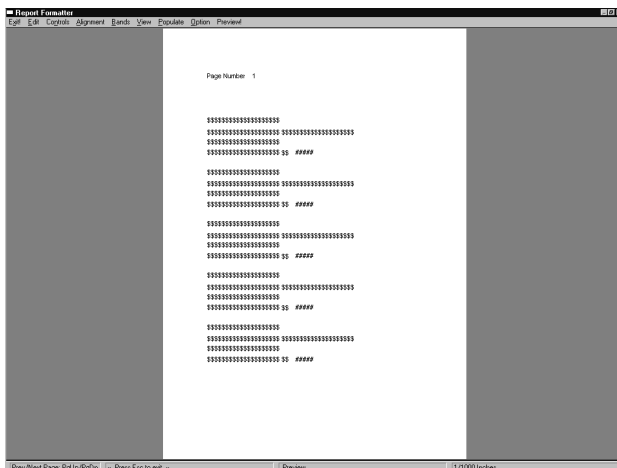 Report Formatter
Exit! Edit Controls Alignment Bands View Populate Option Preview!
Page Number 1
$$$$$$$$$$$$$$$$$$$$
$$$$$$$$$$$$$$$$$$$$ $$$$$$$$$$$$$$$$$$$$
$$$$$$$$$$$$$$$$$$$$
$$$$$$$$$$$$$$$$$$$$ $$ #####
$$$$$$$$$$$$$$$$$$$$
$$$$$$$$$$$$$$$$$$$$ $$$$$$$$$$$$$$$$$$$$
$$$$$$$$$$$$$$$$$$$$
$$$$$$$$$$$$$$$$$$$$ $$ #####
$$$$$$$$$$$$$$$$$$$$
$$$$$$$$$$$$$$$$$$$$ $$$$$$$$$$$$$$$$$$$$
$$$$$$$$$$$$$$$$$$$$
$$$$$$$$$$$$$$$$$$$$ $$ #####
$$$$$$$$$$$$$$$$$$$$
$$$$$$$$$$$$$$$$$$$$ $$$$$$$$$$$$$$$$$$$$
$$$$$$$$$$$$$$$$$$$$
$$$$$$$$$$$$$$$$$$$$ $$ #####
$$$$$$$$$$$$$$$$$$$$
$$$$$$$$$$$$$$$$$$$$ $$$$$$$$$$$$$$$$$$$$
$$$$$$$$$$$$$$$$$$$$
$$$$$$$$$$$$$$$$$$$$ $$ #####
Prev/Next Page: PgUp/PgDn Press Esc to exit Preview 1/1000 Inches